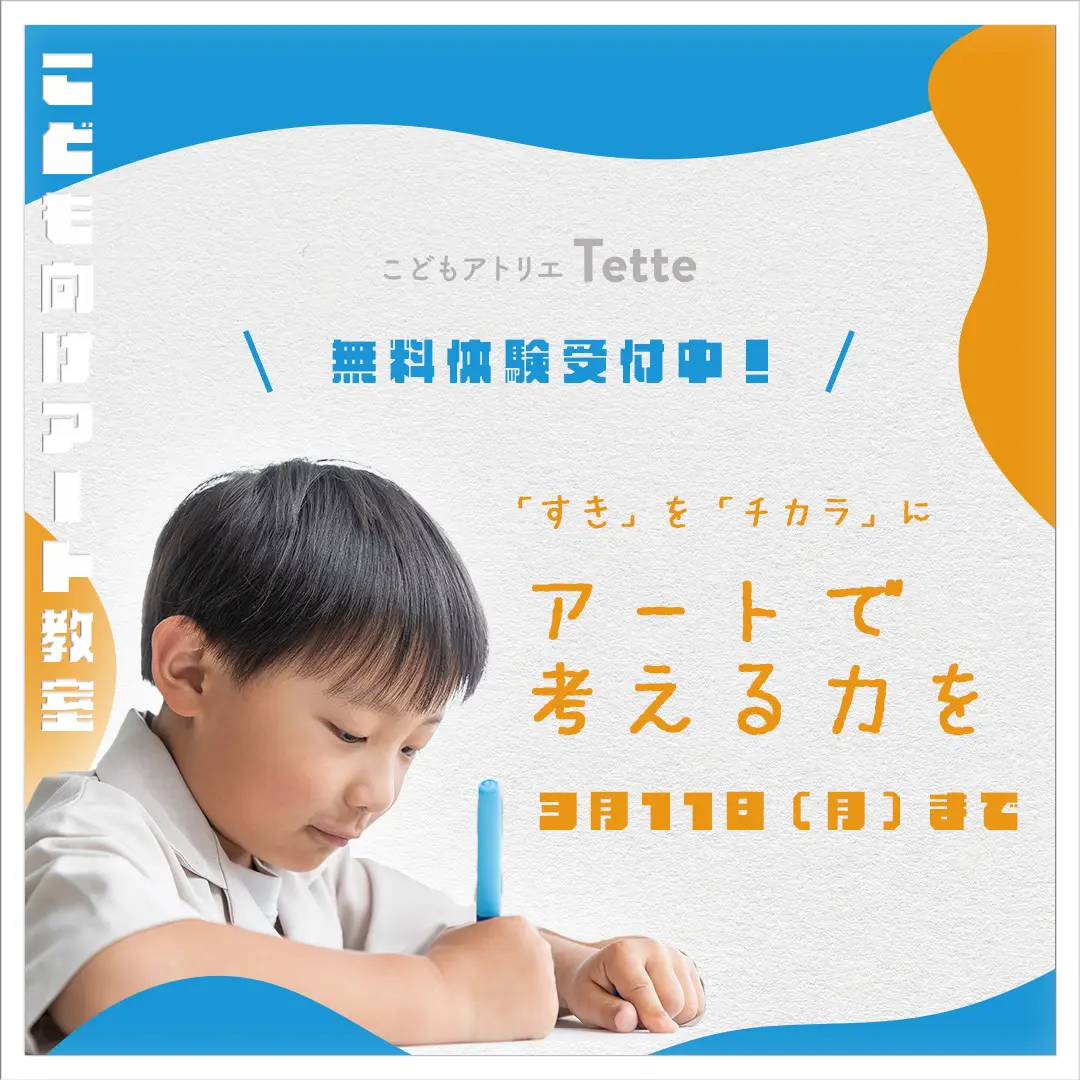 こども向けアート教室
こどもアトリエ Tette
無料体験受付中!
「すき」を「チカラ」に
アートで
考える力を
3月11日(月)まで